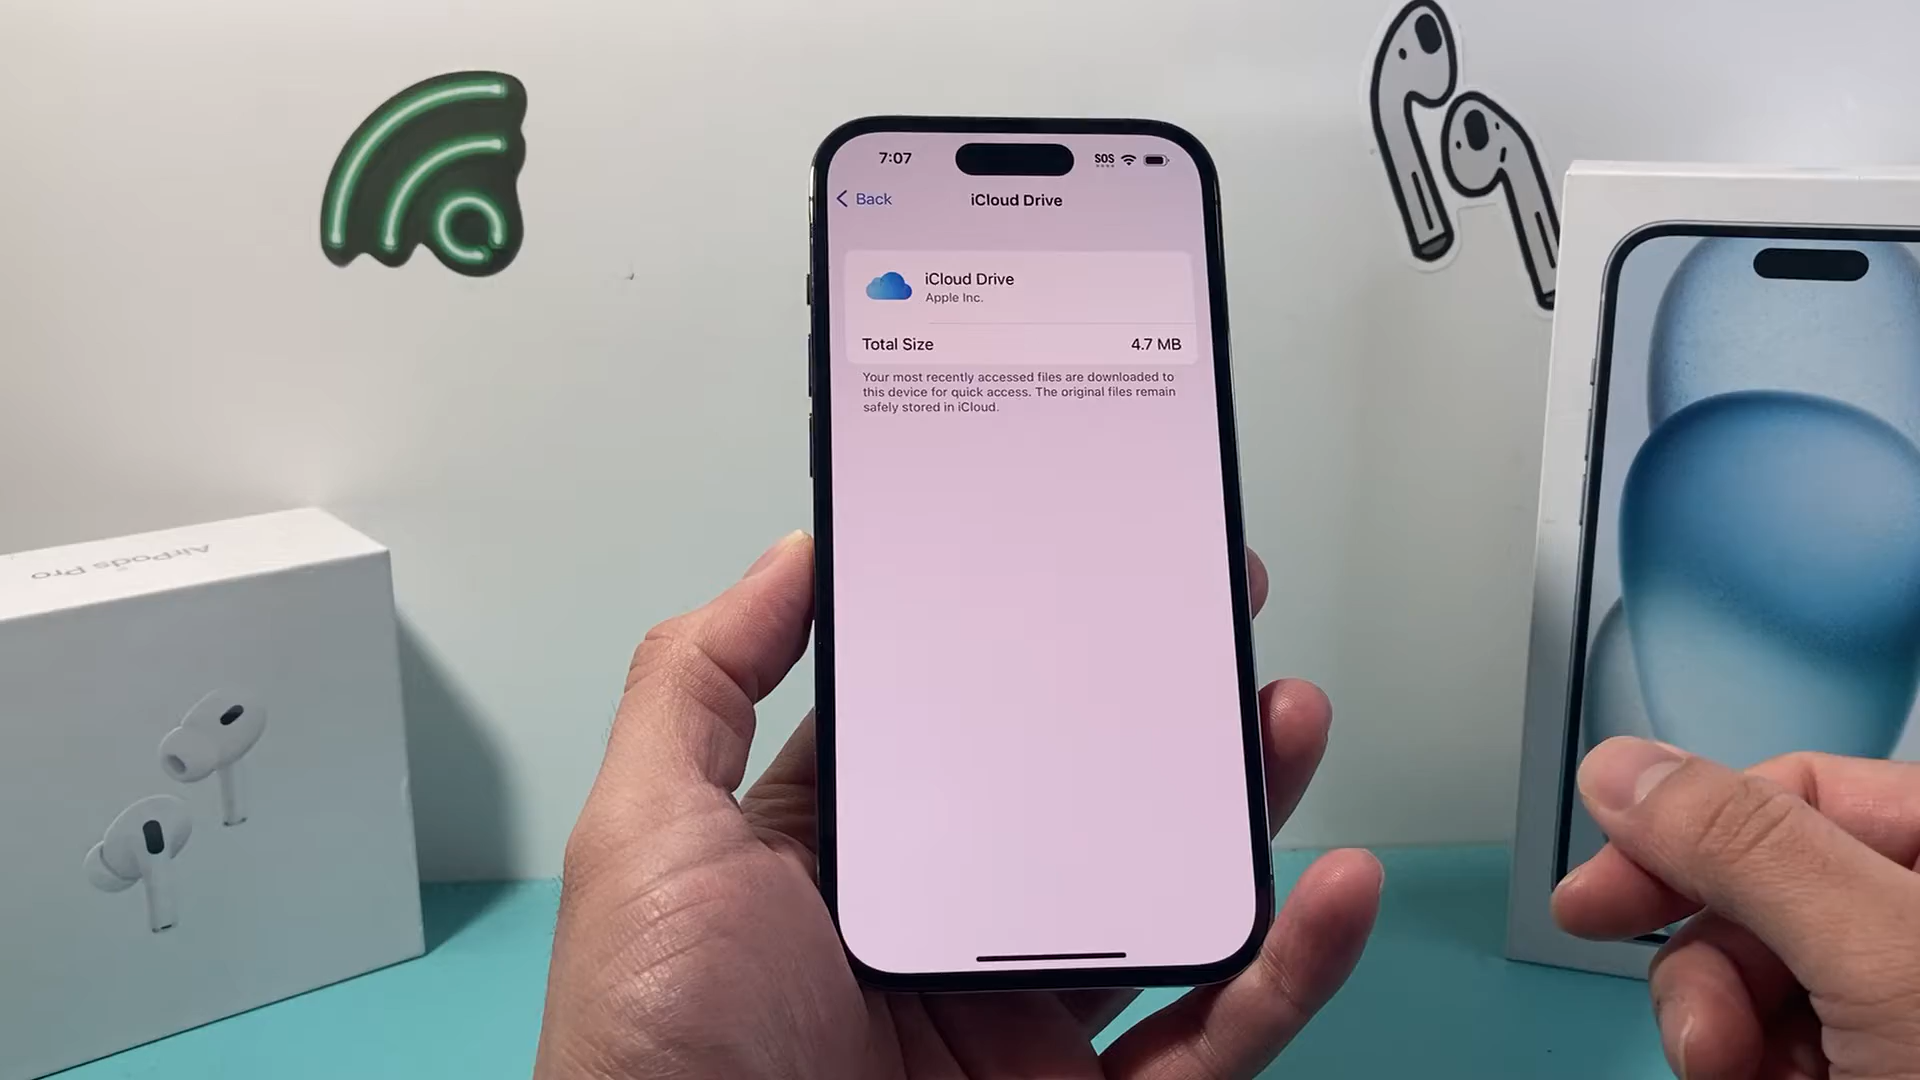 7:07
SOS
Back
iCloud Drive
iCloud Drive
Apple Inc.
Total Size 4.7 MB
Your most recently accessed files are downloaded to
this device for quick access. The original files remain
safely stored in iCloud.
AirPods Pro